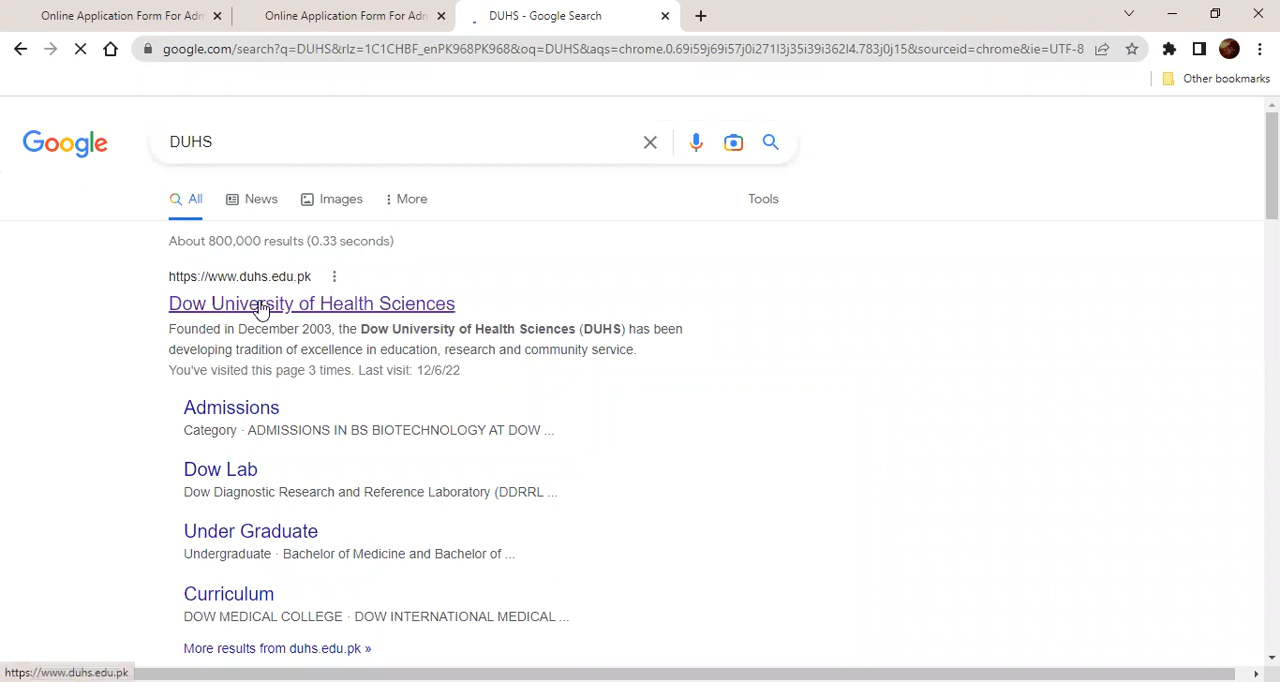 Online Application Form For Adm
Online Application Form For Adm
DUHS - Google Search
google.com/search?q=DUHS&rlz=1C1CHBF_enPK968PK968&oq=DUHS&aqs=chrome.0.69i59j69i57j0i271l3j35i39i362l4.783j0j15&sourceid=chrome&ie=UTF-8
Other bookmarks
Google
DUHS
All
News
Images
More
Tools
About 800,000 results (0.33 seconds)
https://www.duhs.edu.pk
Dow University of Health Sciences
Founded in December 2003, the Dow University of Health Sciences (DUHS) has been
developing tradition of excellence in education, research and community service.
You've visited this page 3 times. Last visit: 12/6/22
Admissions
Category · ADMISSIONS IN BS BIOTECHNOLOGY AT DOW ...
Dow Lab
Dow Diagnostic Research and Reference Laboratory (DDRRL ...
Under Graduate
Undergraduate · Bachelor of Medicine and Bachelor of ...
Curriculum
DOW MEDICAL COLLEGE · DOW INTERNATIONAL MEDICAL ...
More results from duhs.edu.pk »
https://www.duhs.edu.pk